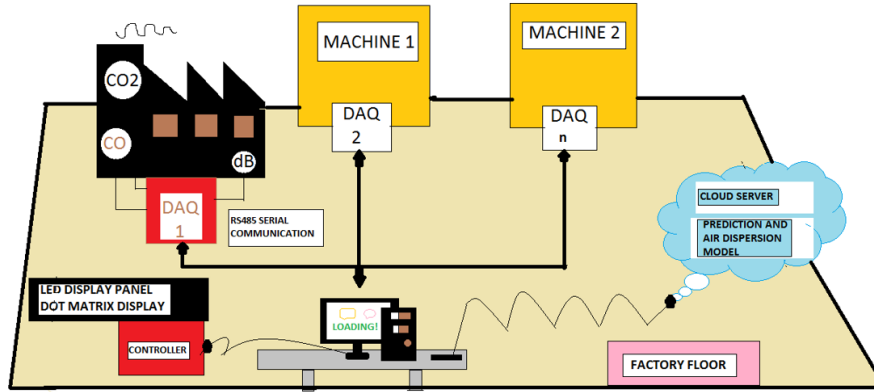 CO2
CO
dB
DAQ
1
MACHINE 1
DAQ
2
MACHINE 2
DAQ
n
RS485 SERIAL
COMMUNICATION
CLOUD SERVER
PREDICTION AND
AIR DISPERSION
MODEL
LED DISPLAY PANEL
DOT MATRIX DISPLAY
CONTROLLER
LOADING!
FACTORY FLOOR